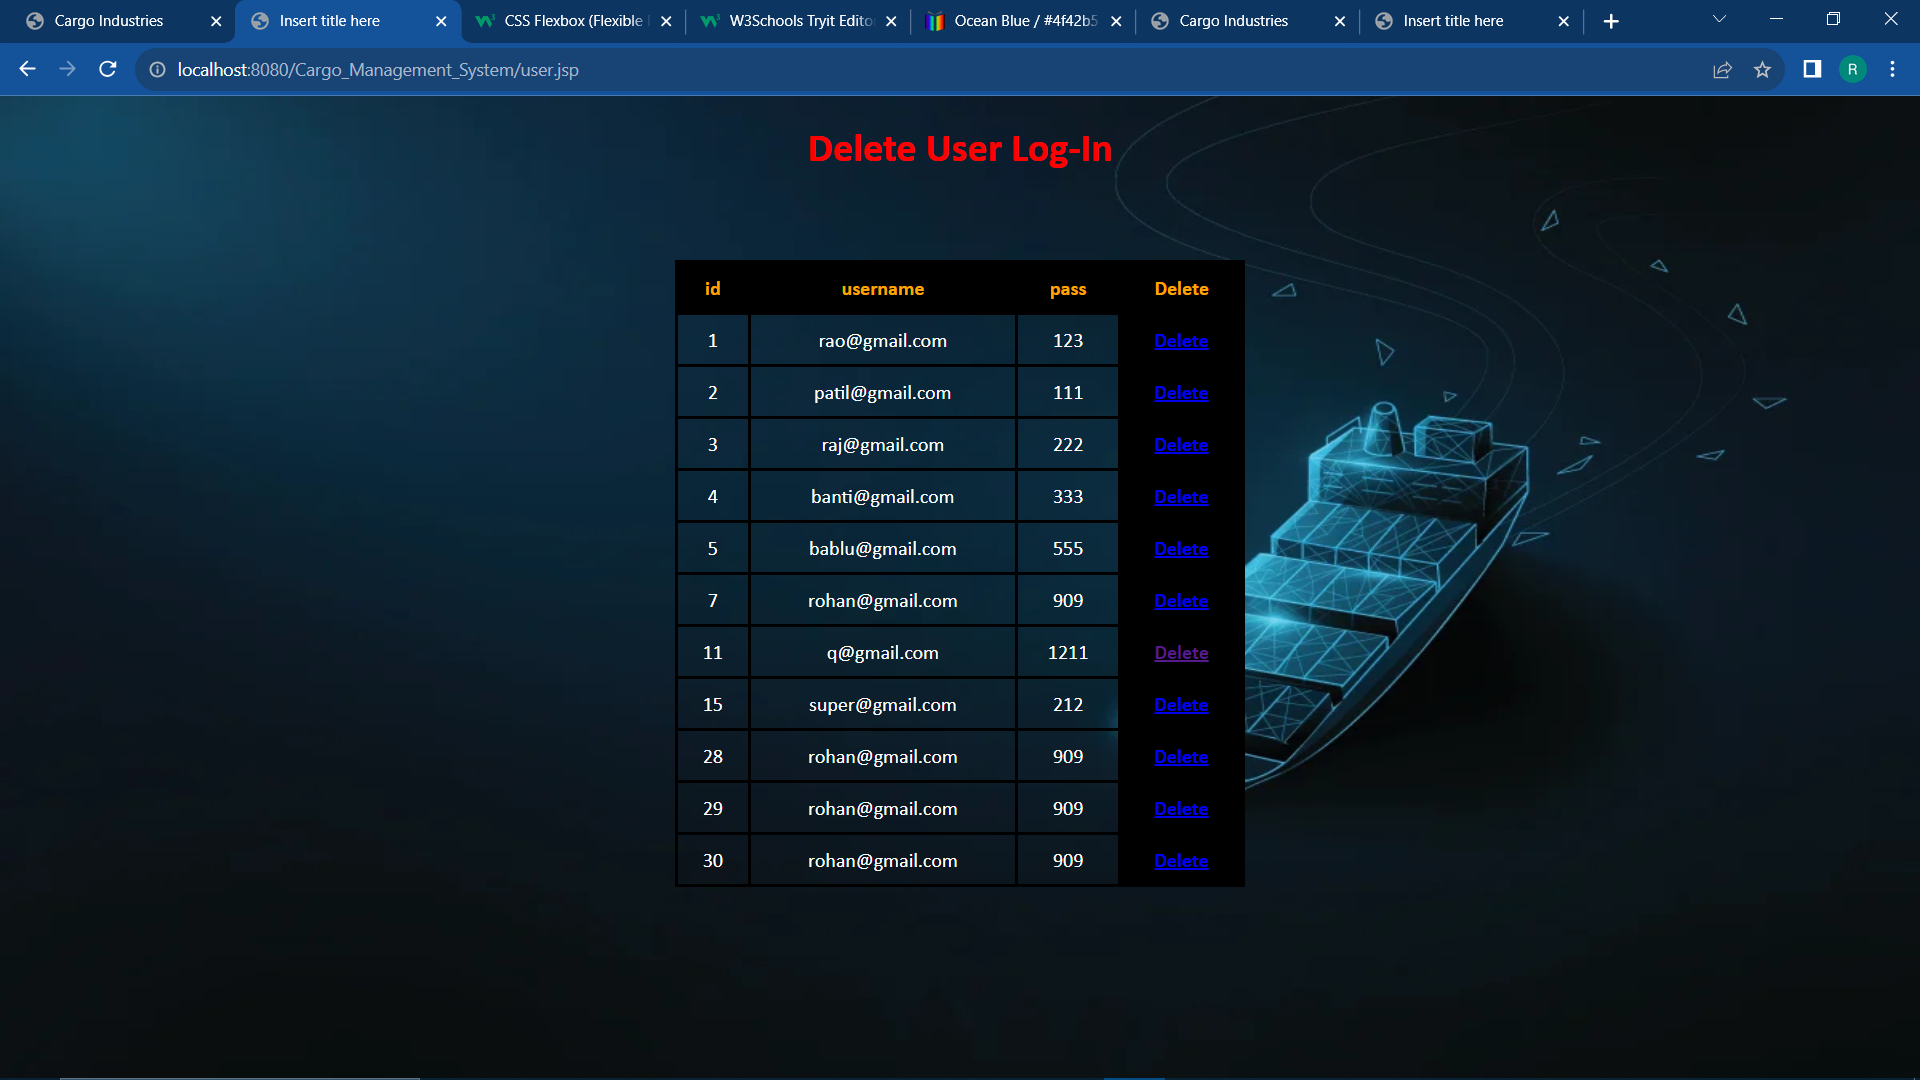 Cargo Industries
Insert title here
CSS Flexbox (Flexible
W3Schools Tryit Edito
Ocean Blue / #4f42b5
Cargo Industries
Insert title here
localhost:8080/Cargo_Management_System/user.jsp
R
Delete User Log-In
id username pass Delete
1 rao@gmail.com 123 Delete
2 patil@gmail.com 111 Delete
3 raj@gmail.com 222 Delete
4 banti@gmail.com 333 Delete
5 bablu@gmail.com 555 Delete
7 rohan@gmail.com 909 Delete
11 q@gmail.com 1211 Delete
15 super@gmail.com 212 Delete
28 rohan@gmail.com 909 Delete
29 rohan@gmail.com 909 Delete
30 rohan@gmail.com 909 Delete